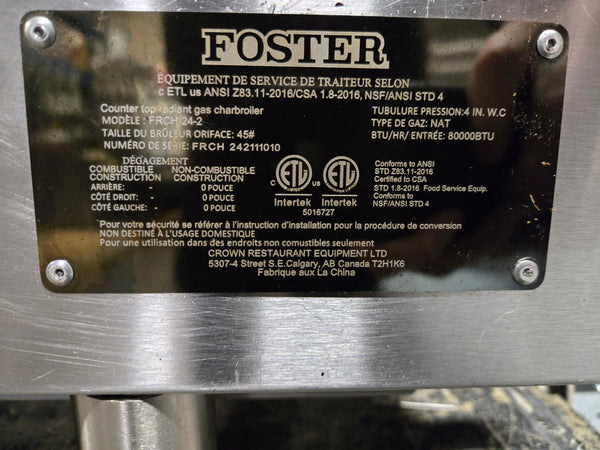 FOSTER
ÉQUIPEMENT DE SERVICE DE TRAITEUR SELON
c ETL us ANSI Z83.11-2016/CSA 1.8-2016, NSF/ANSI STD 4
Counter top radiant gas charbroiler
MODÈLE: FRCH 24-2
TAILLE DU BRÛLEUR ORIFACE: 45#
NUMÉRO DE SÉRIE: FRCH 242111010
TUBULURE PRESSION: 4 IN. W.C
TYPE DE GAZ: NAT
BTU/HR/ ENTRÉE: 80000BTU
DÉGAGEMENT
COMBUSTIBLE NON-COMBUSTIBLE
CONSTRUCTION CONSTRUCTION
ARRIÈRE: - 0 POUCE
CÔTÉ DROIT: - 0 POUCE
CÔTÉ GAUCHE: - 0 POUCE
C ETL US ETL
Intertek Intertek
5016727
Conforms to ANSI
STD Z83.11-2016
Certified to CSA
STD 1.8-2016 Food Service Equip.
Conforms to
NSF/ANSI STD 4
*Pour votre sécurité se référer à l'instruction d'installation pour la procédure de conversion
NON DESTINÉ À L'USAGE DOMESTIQUE
Pour une utilisation dans des endroits non comustibles seulement
CROWN RESTAURANT EQUIPMENT LTD
5307-4 Street S.E.Calgary, AB Canada T2H1K6
Fabrique aux La China